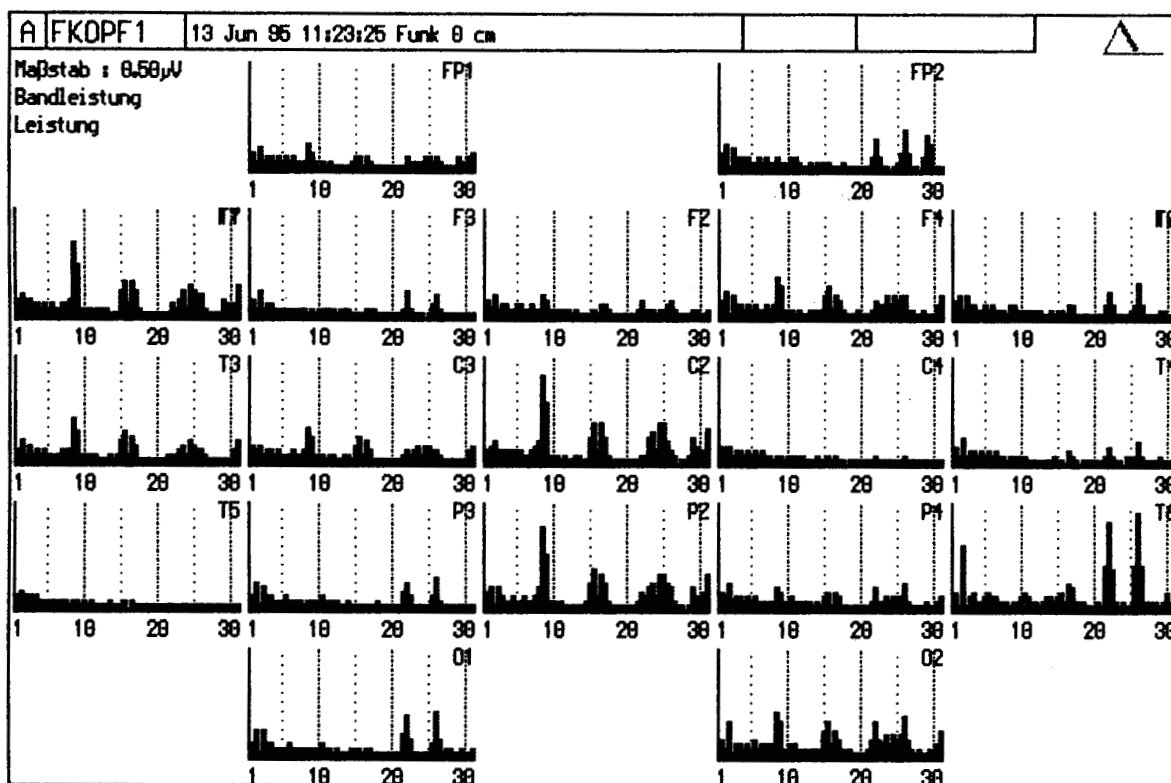 A FKOPF1 13 Jun 95 11:23:25 Funk 0 cm
Maßstab : 0.50µV
Bandleistung
Leistung
FP1 FP2
1 10 20 30 1 10 20 30
F3 FZ F4
1 10 20 30 1 10 20 30 1 10 20 30 1 10 20 30 1 10 20 30
T3 C3 CZ C4
1 10 20 30 1 10 20 30 1 10 20 30 1 10 20 30 1 10 20 30
T5 P3 PZ P4
1 10 20 30 1 10 20 30 1 10 20 30 1 10 20 30 1 10 20 30
O1 O2
1 10 20 30 1 10 20 30